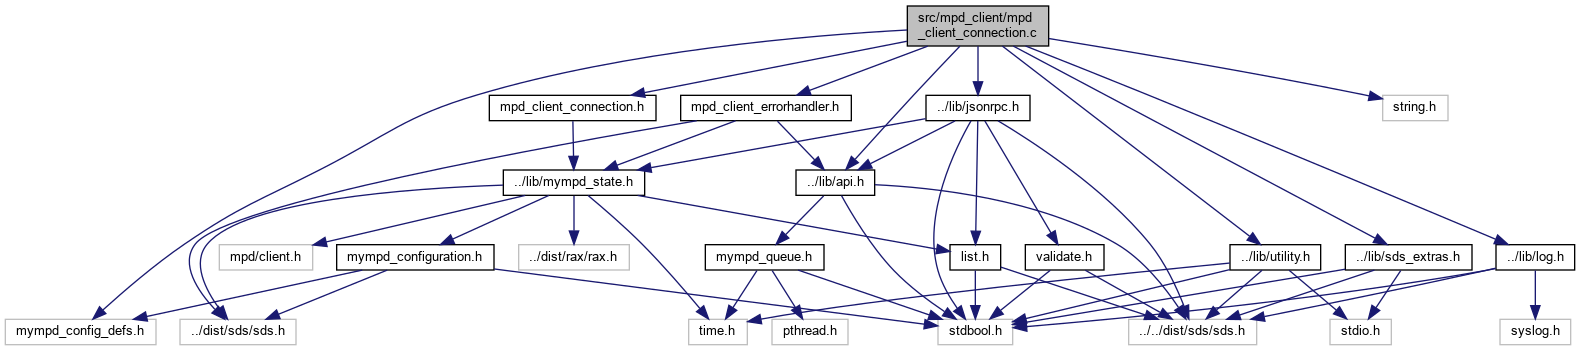 src/mpd_client/mpd
_client_connection.c
mpd_client_connection.h
mpd_client_errorhandler.h
../lib/jsonrpc.h
string.h
../lib/mympd_state.h
../lib/api.h
mpd/client.h
mympd_configuration.h
../dist/rax/rax.h
mympd_queue.h
list.h
validate.h
../lib/utility.h
../lib/sds_extras.h
../lib/log.h
mympd_config_defs.h
../dist/sds/sds.h
time.h
pthread.h
stdbool.h
../../dist/sds/sds.h
stdio.h
syslog.h